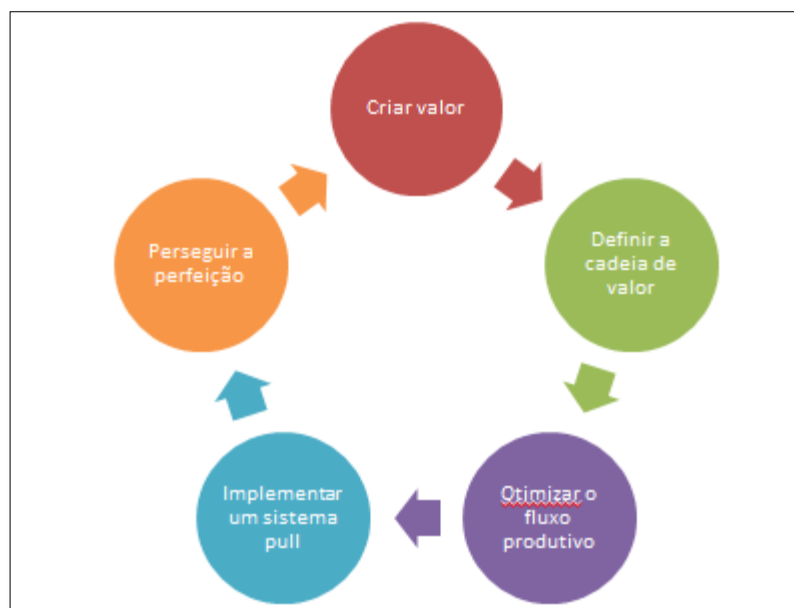 Criar valor
Definir a
cadeia de
valor
Otimizar o
fluxo
produtivo
Implementar
um sistema
pull
Perseguir a
perfeição